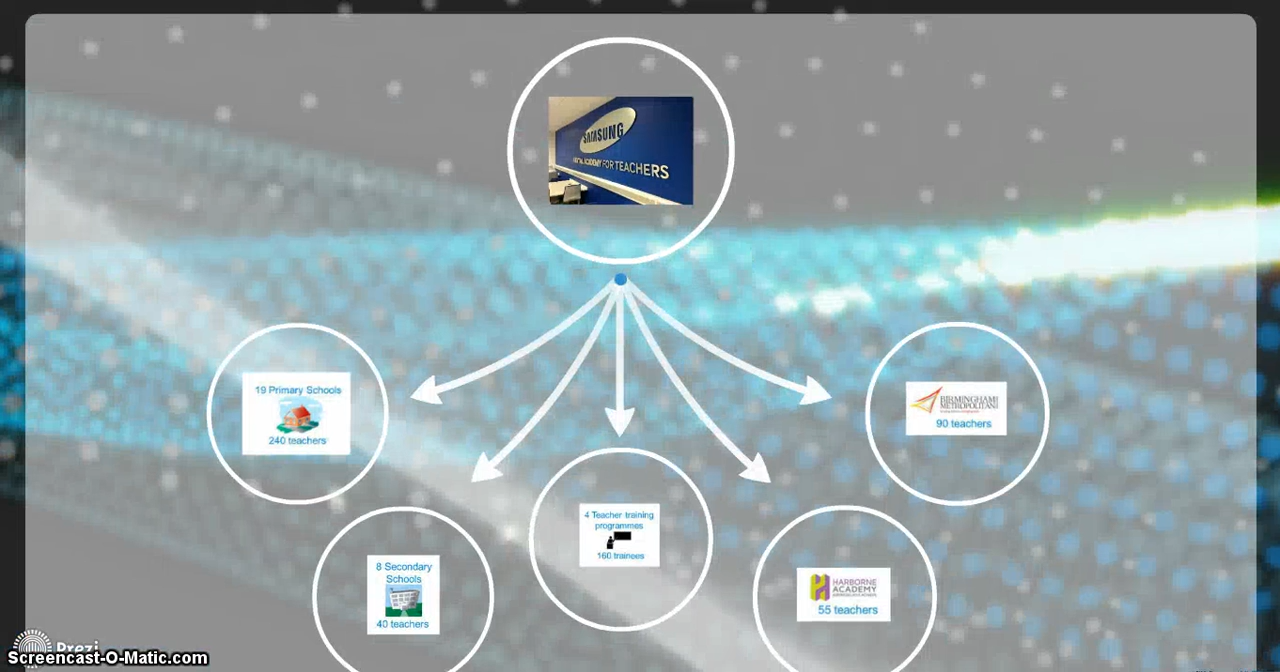 SAMSUNG
DIGITAL ACADEMY FOR TEACHERS
19 Primary Schools
240 teachers
BIRMINGHAM
METROPOLITAN
90 teachers
4 Teacher training
programmes
160 trainees
8 Secondary
Schools
40 teachers
HARBORNE
ACADEMY
55 teachers
Prezi
Screencast-O-Matic.com